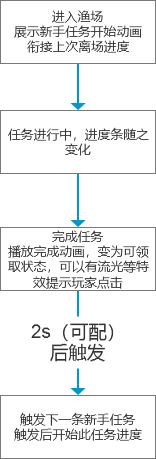 进入渔场
展示新手任务开始动画
衔接上次离场进度
任务进行中，进度条随之
变化
完成任务
播放完成动画，变为可领
取状态，可以有流光等特
效提示玩家点击
2s（可配）
后触发
触发下一条新手任务
触发后开始此任务进度